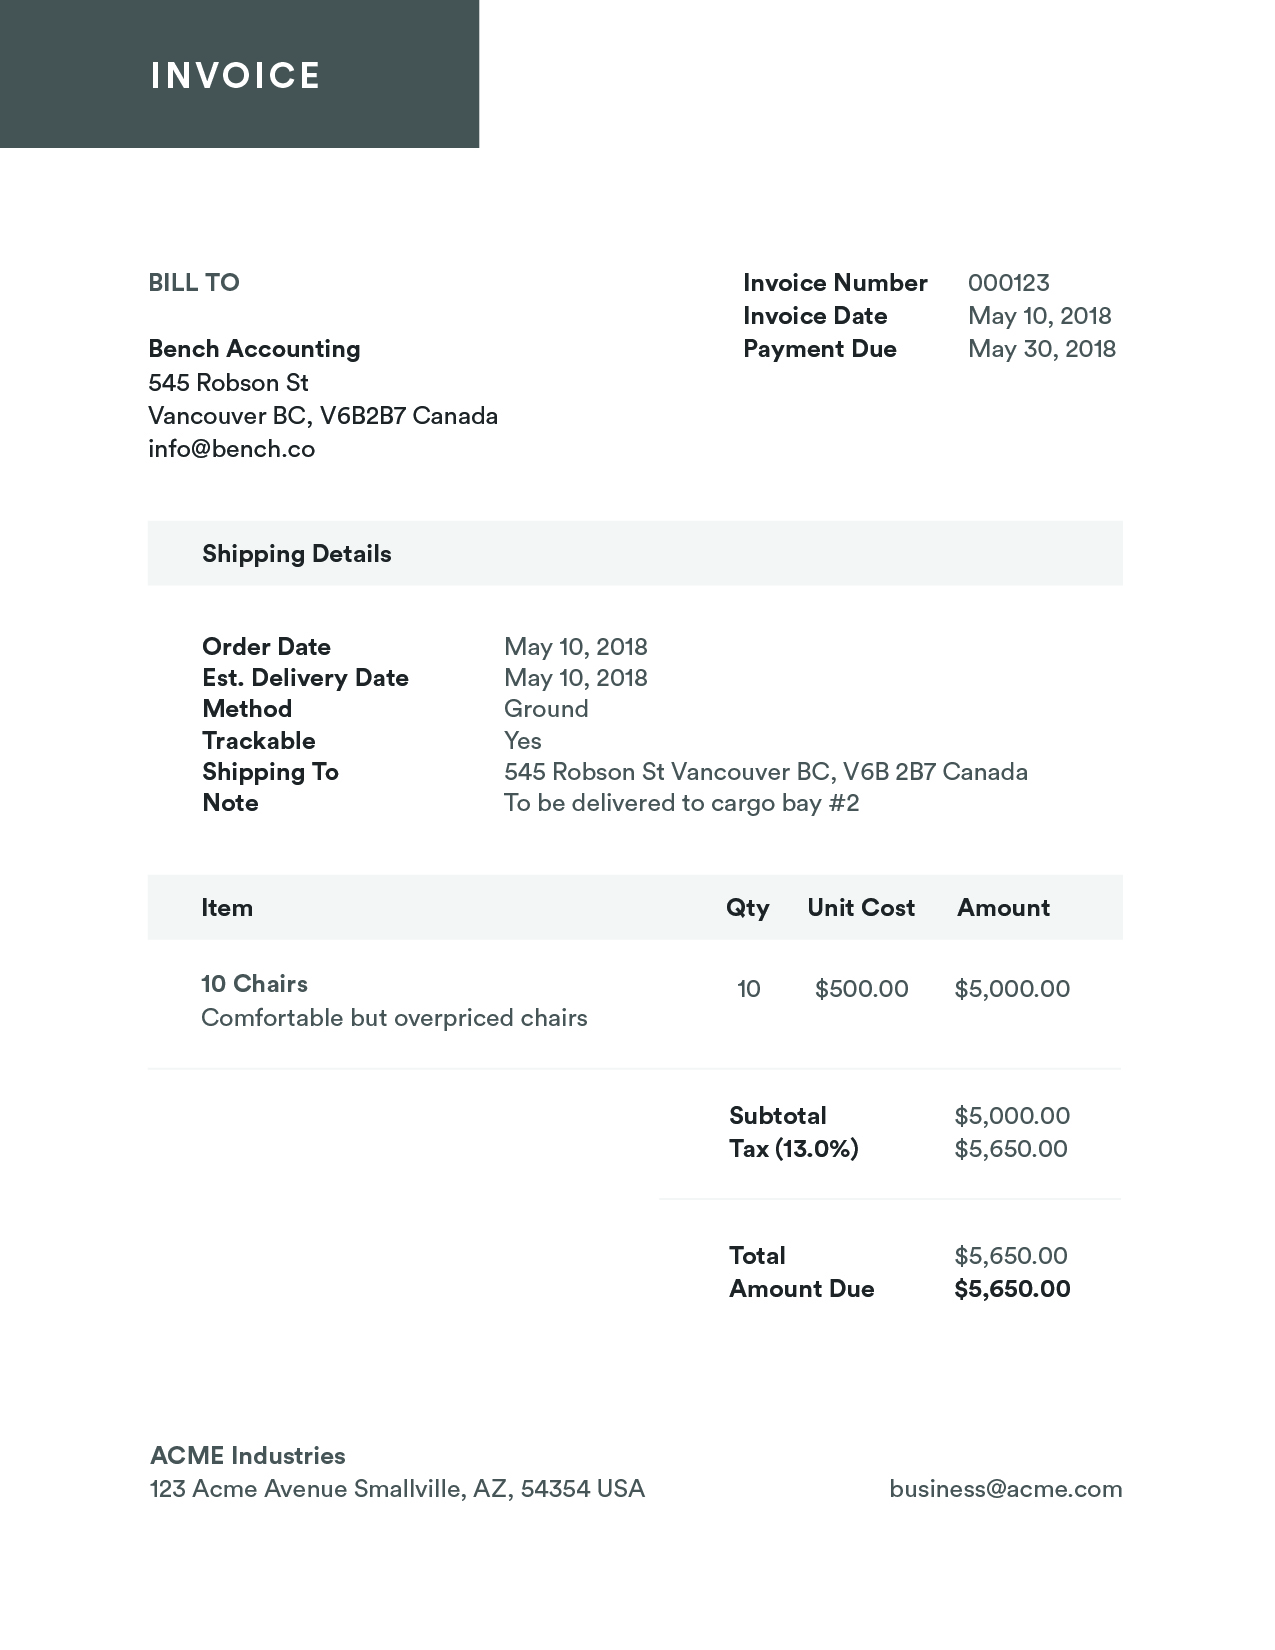 INVOICE
BILL TO
Invoice Number 000123
Invoice Date May 10, 2018
Bench Accounting
Payment Due May 30, 2018
545 Robson St
Vancouver BC, V6B2B7 Canada
info@bench.co
Shipping Details
Order Date May 10, 2018
Est. Delivery Date May 10, 2018
Method Ground
Trackable Yes
Shipping To 545 Robson St Vancouver BC, V6B 2B7 Canada
Note To be delivered to cargo bay #2
Item Qty Unit Cost Amount
10 Chairs 10 $500.00 $5,000.00
Comfortable but overpriced chairs
Subtotal $5,000.00
Tax (13.0%) $5,650.00
Total $5,650.00
Amount Due $5,650.00
ACME Industries
123 Acme Avenue Smallville, AZ, 54354 USA business@acme.com